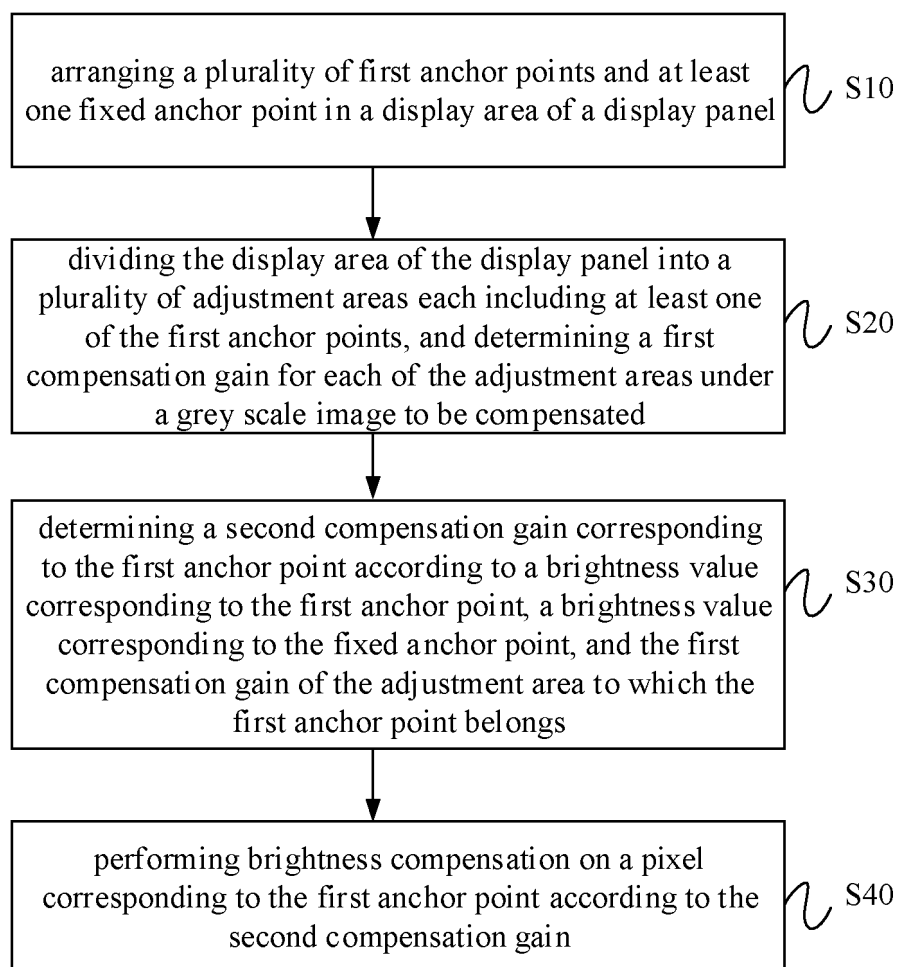 arranging a plurality of first anchor points and at least
one fixed anchor point in a display area of a display panel
S10
dividing the display area of the display panel into a
plurality of adjustment areas each including at least one
of the first anchor points, and determining a first
compensation gain for each of the adjustment areas under
a grey scale image to be compensated
S20
determining a second compensation gain corresponding
to the first anchor point according to a brightness value
corresponding to the first anchor point, a brightness value
corresponding to the fixed anchor point, and the first
compensation gain of the adjustment area to which the
first anchor point belongs
S30
performing brightness compensation on a pixel
corresponding to the first anchor point according to the
second compensation gain
S40